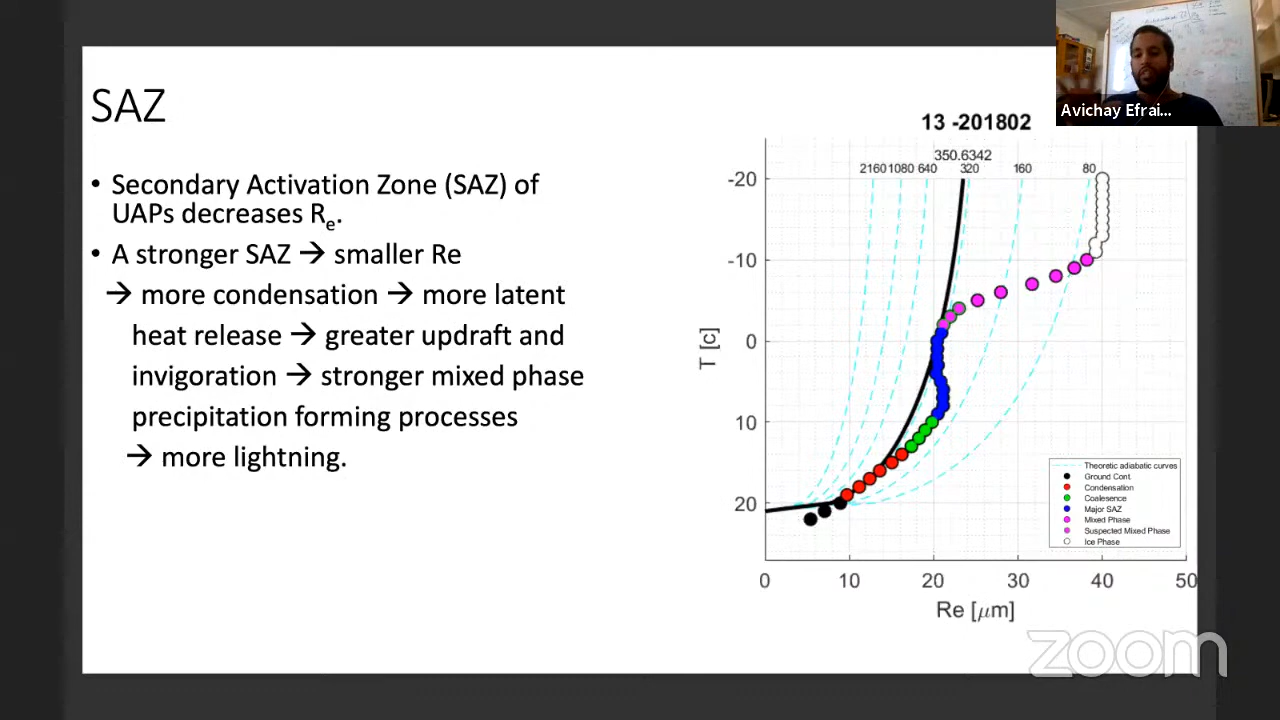 SAZ
• Secondary Activation Zone (SAZ) of
UAPs decreases Re.
• A stronger SAZ → smaller Re
→ more condensation → more latent
heat release → greater updraft and
invigoration → stronger mixed phase
precipitation forming processes
→ more lightning.
Avichay Efrai...
13 -201802
350.6342
2160 1080 640 320 160 80
-20
-10
0
10
20
T [c]
0 10 20 30 40 50
Re [μm]
Theoretic adiabatic curves
Ground Cont.
Condensation
Coalesence
Major SAZ
Mixed Phase
Suspected Mixed Phase
Ice Phase
zoom